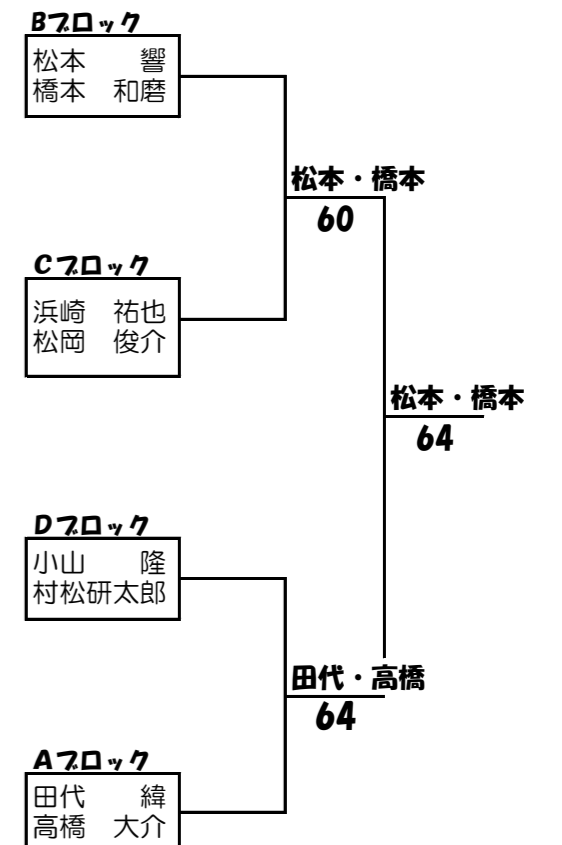 Bブロック
松本　　響
橋本　和磨
松本・橋本
60
Cブロック
浜崎　祐也
松岡　俊介
松本・橋本
64
Dブロック
小山　　隆
村松研太郎
田代・高橋
64
Aブロック
田代　　緯
高橋　大介